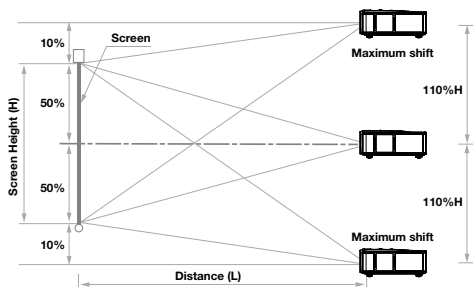 10%
Screen
Maximum shift
50%
110%H
Screen Height (H)
50%
110%H
Maximum shift
10%
Distance (L)